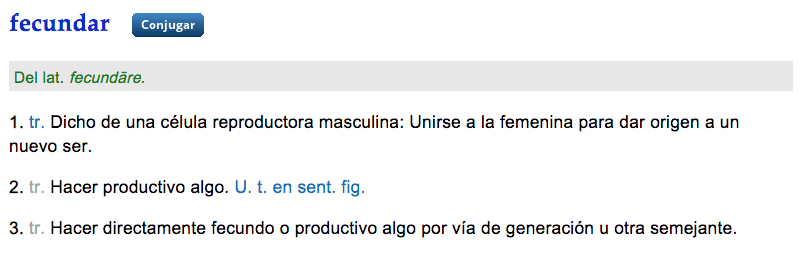 fecundar Conjugar
Del lat. fecundāre.
1. tr. Dicho de una célula reproductora masculina: Unirse a la femenina para dar origen a un
nuevo ser.
2. tr. Hacer productivo algo. U. t. en sent. fig.
3. tr. Hacer directamente fecundo o productivo algo por vía de generación u otra semejante.